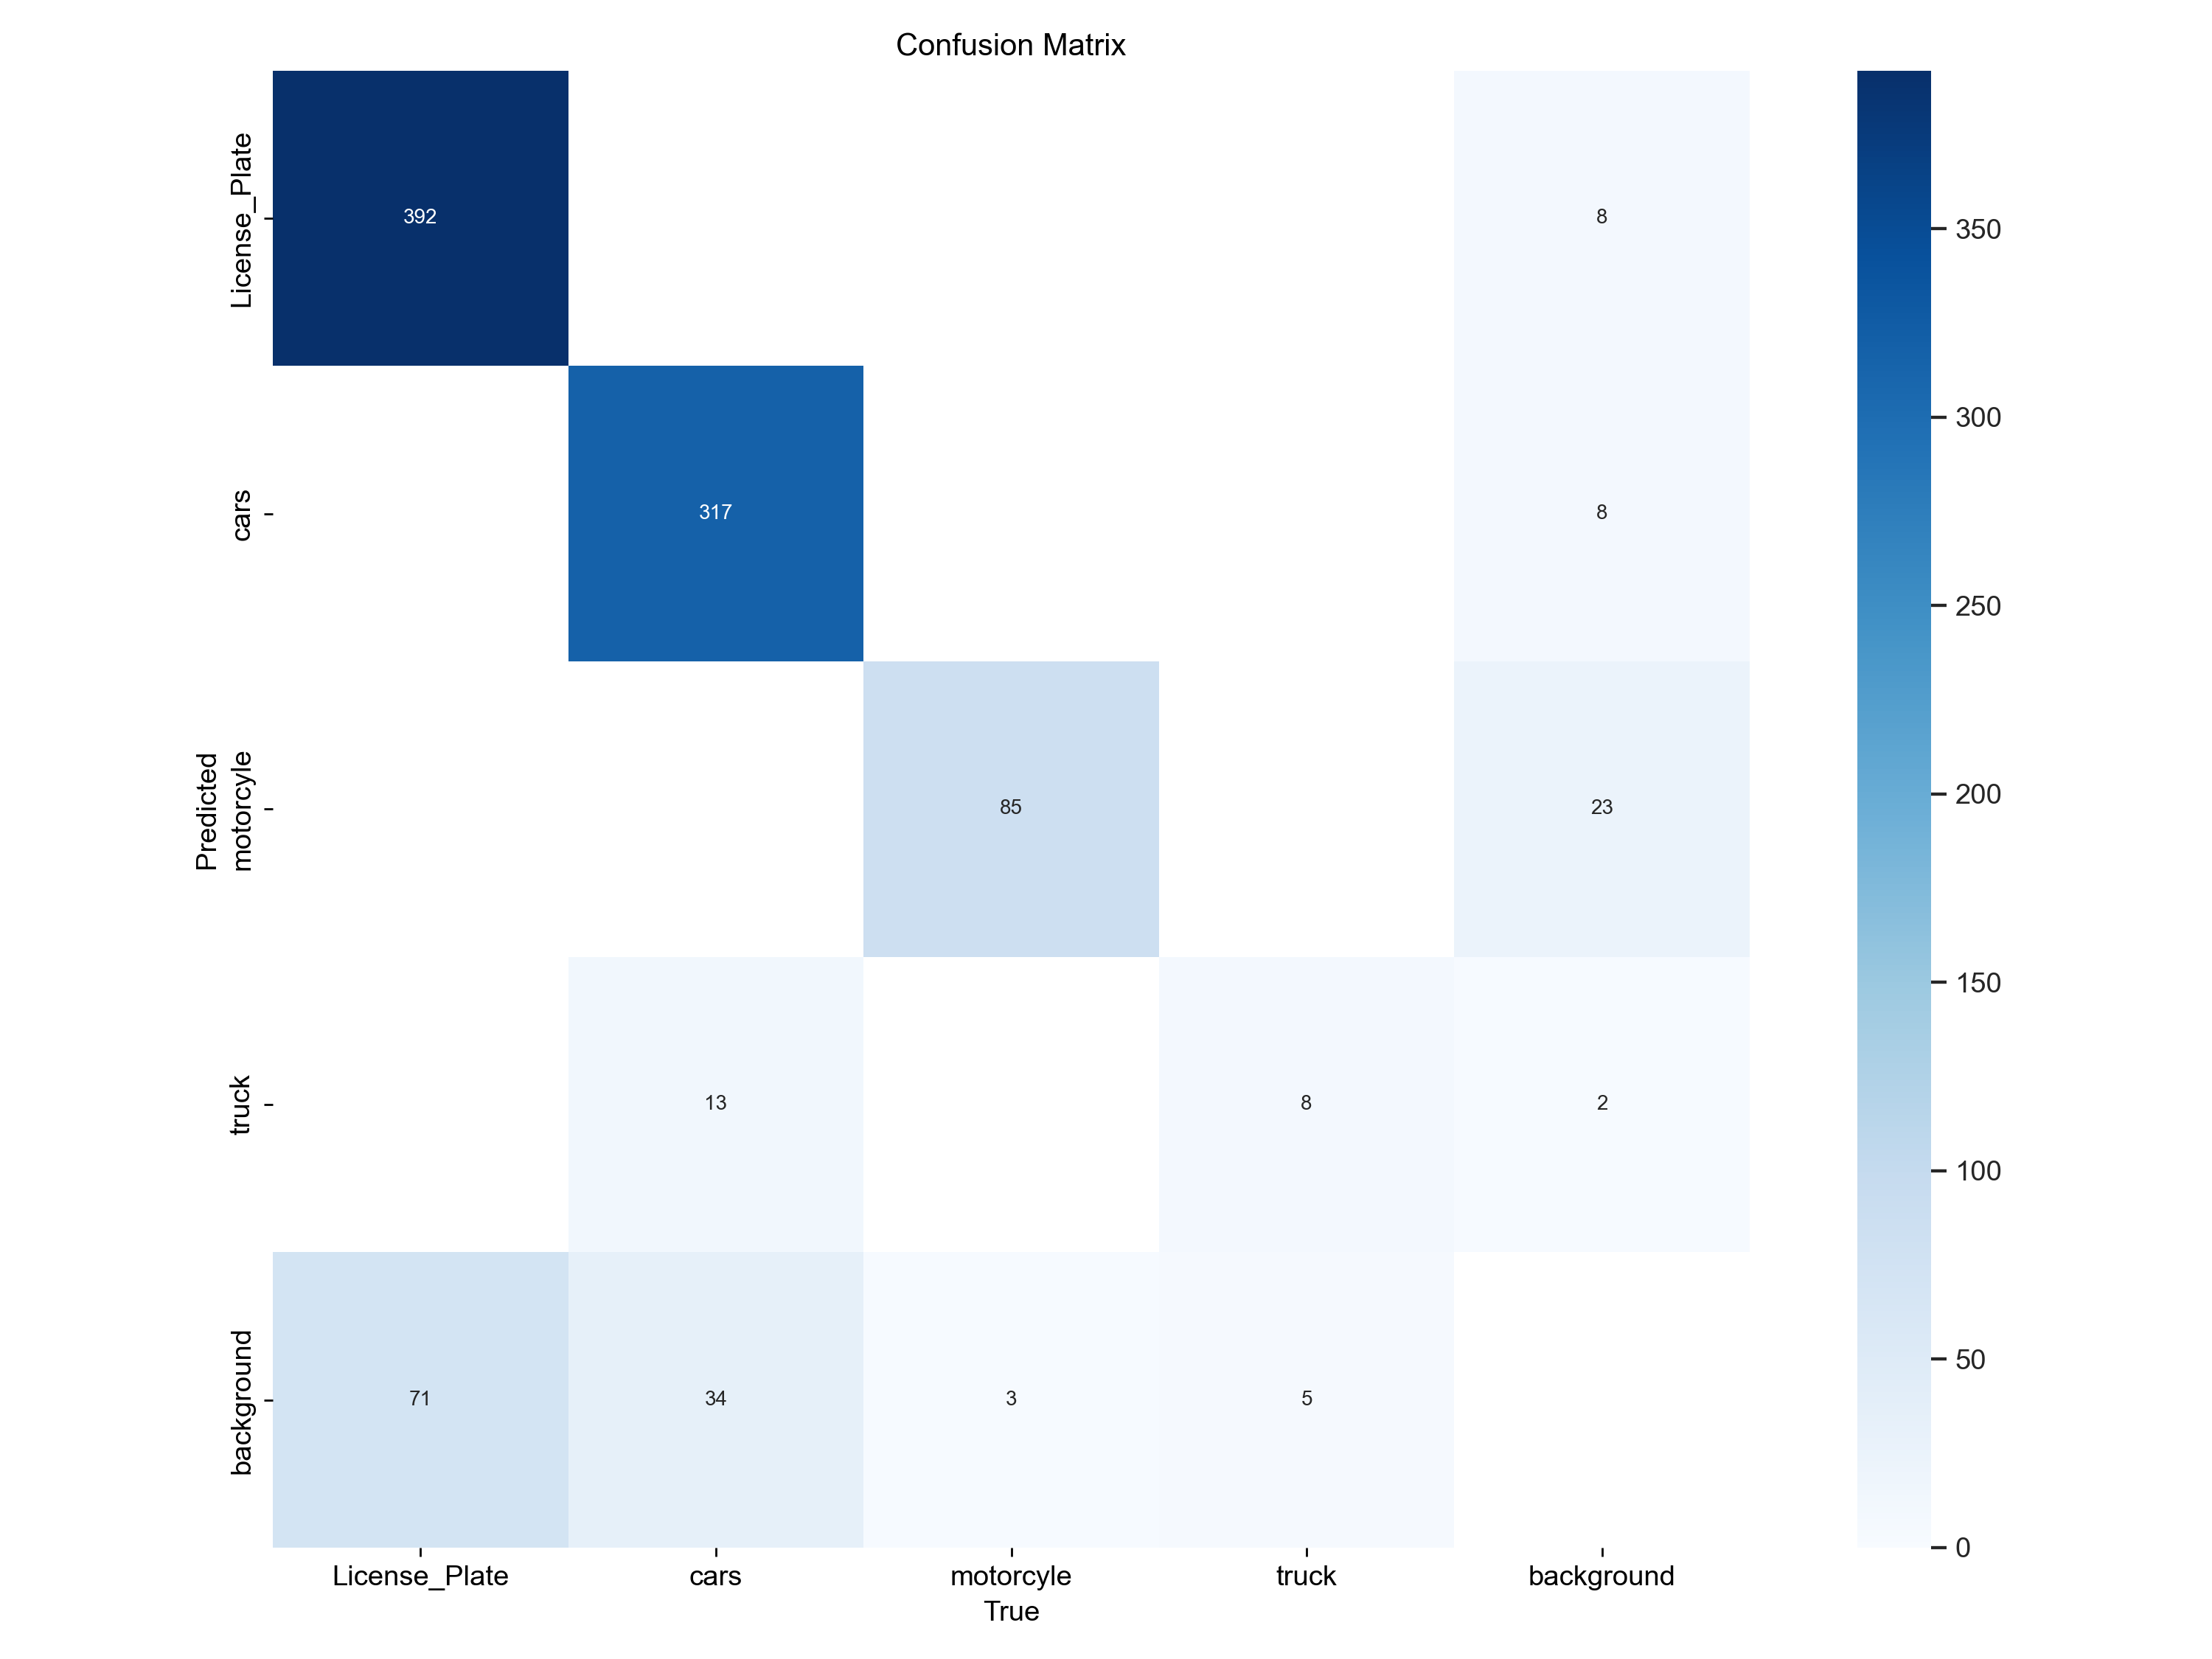 Confusion Matrix
License_Plate
392
8
350
300
cars
317
8
250
200
Predicted
motorcyle
85
23
150
truck
13
8
2
100
50
background
71
34
3
5
0
License_Plate
cars
motorcyle
truck
background
True